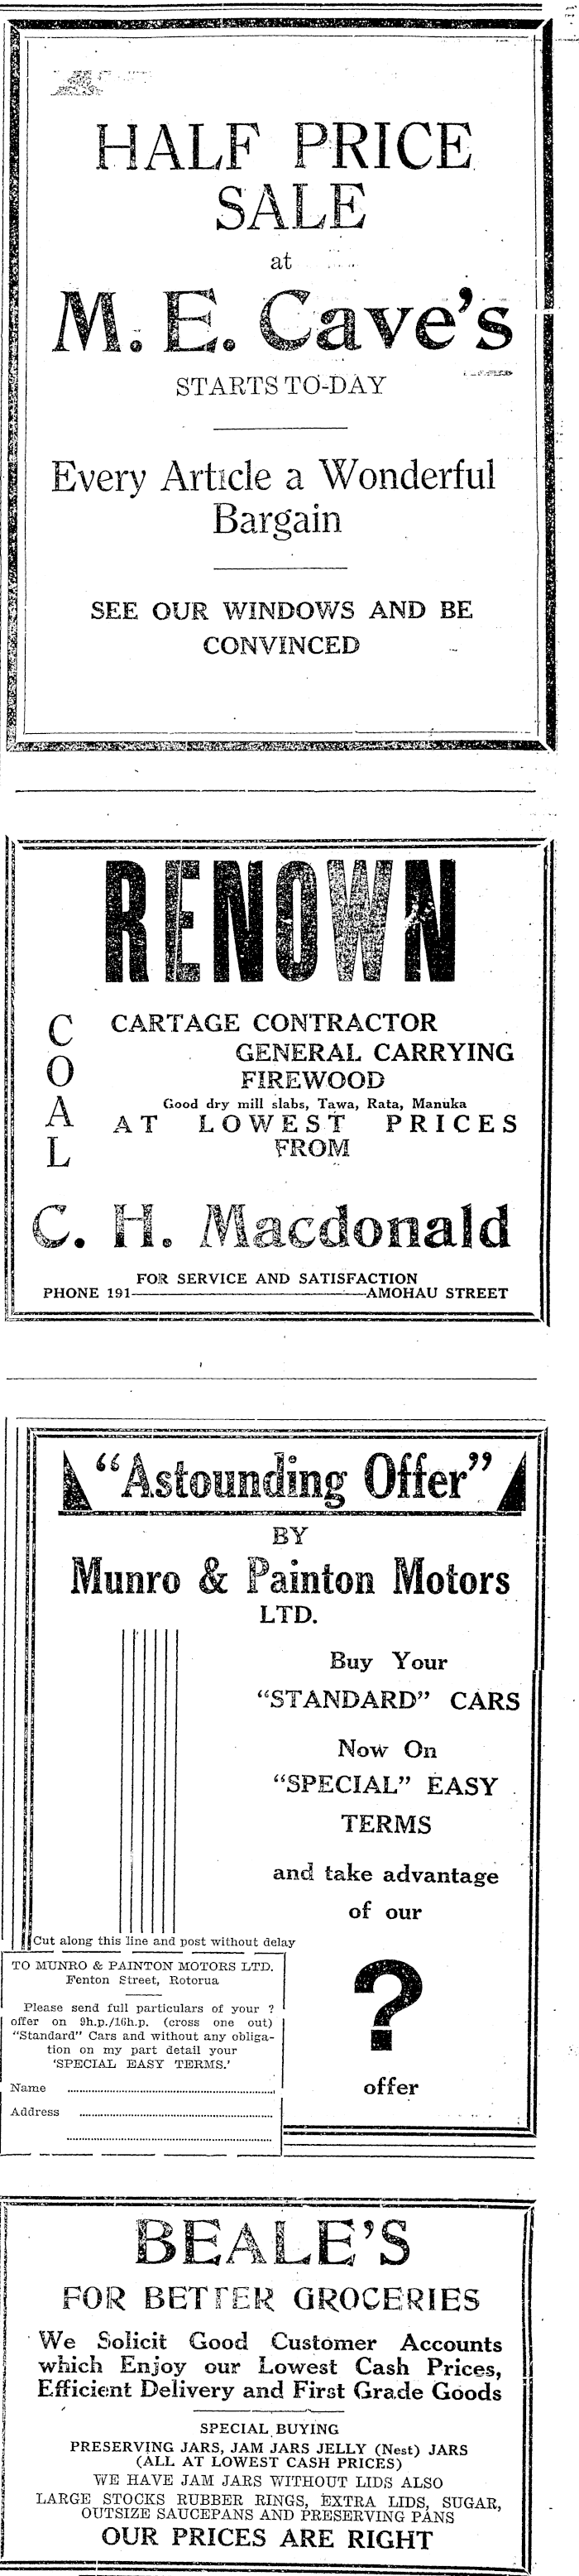 HALF PRICE
SALE
at
M. E. Cave's
STARTS TO-DAY
Every Article a Wonderful
Bargain
SEE OUR WINDOWS AND BE
CONVINCED
RENOWN
COAL
CARTAGE CONTRACTOR
GENERAL CARRYING
FIREWOOD
Good dry mill slabs, Tawa, Rata, Manuka
AT LOWEST PRICES
FROM
C. H. Macdonald
FOR SERVICE AND SATISFACTION
PHONE 191 AMOHAU STREET
"Astounding Offer"
BY
Munro & Painton Motors
LTD.
Buy Your
"STANDARD" CARS
Now On
"SPECIAL" EASY
TERMS
and take advantage
of our
?
offer
Cut along this line and post without delay
TO MUNRO & PAINTON MOTORS LTD.
Fenton Street, Rotorua
Please send full particulars of your ?
offer on 9h.p./16h.p. (cross one out)
"Standard" Cars and without any obliga-
tion on my part detail your
'SPECIAL EASY TERMS.'
Name
Address
BEALE'S
FOR BETTER GROCERIES
We Solicit Good Customer Accounts
which Enjoy our Lowest Cash Prices,
Efficient Delivery and First Grade Goods
SPECIAL BUYING
PRESERVING JARS, JAM JARS JELLY (Nest) JARS
(ALL AT LOWEST CASH PRICES)
WE HAVE JAM JARS WITHOUT LIDS ALSO
LARGE STOCKS RUBBER RINGS, EXTRA LIDS, SUGAR,
OUTSIZE SAUCEPANS AND PRESERVING PANS
OUR PRICES ARE RIGHT